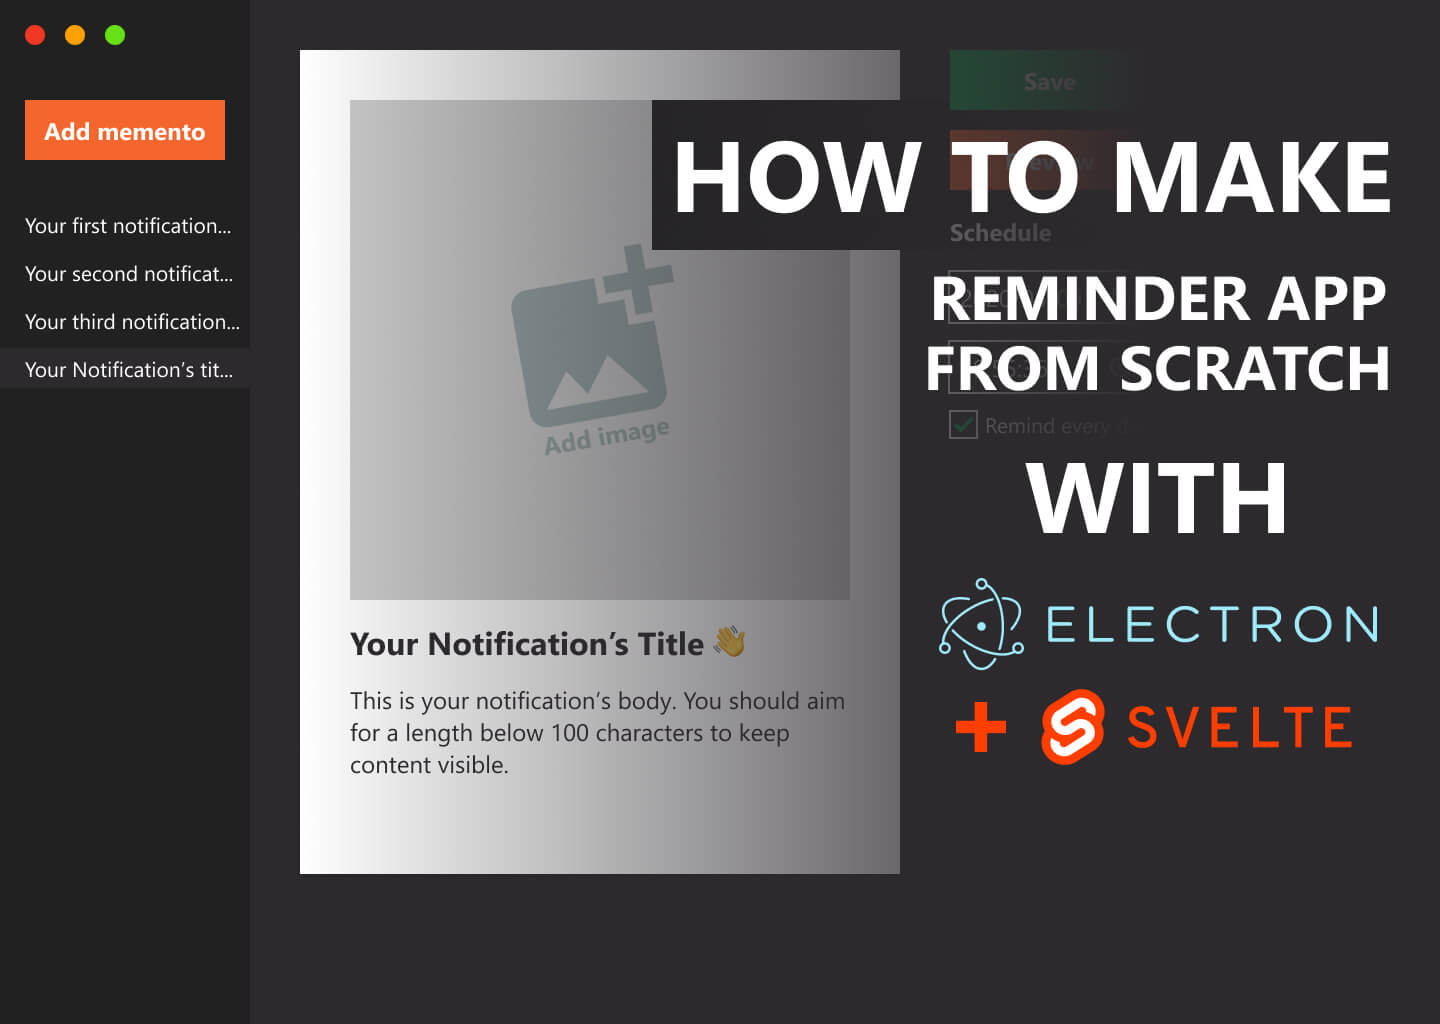 Add memento
Your first notification...
Your second notificat...
Your third notification...
Your Notification’s tit...
Add image
Your Notification’s Title 👋
This is your notification’s body. You should aim
for a length below 100 characters to keep
content visible.
Save
HOW TO MAKE
Schedule
REMINDER APP
FROM SCRATCH
Remind every
WITH
ELECTRON
+ SVELTE